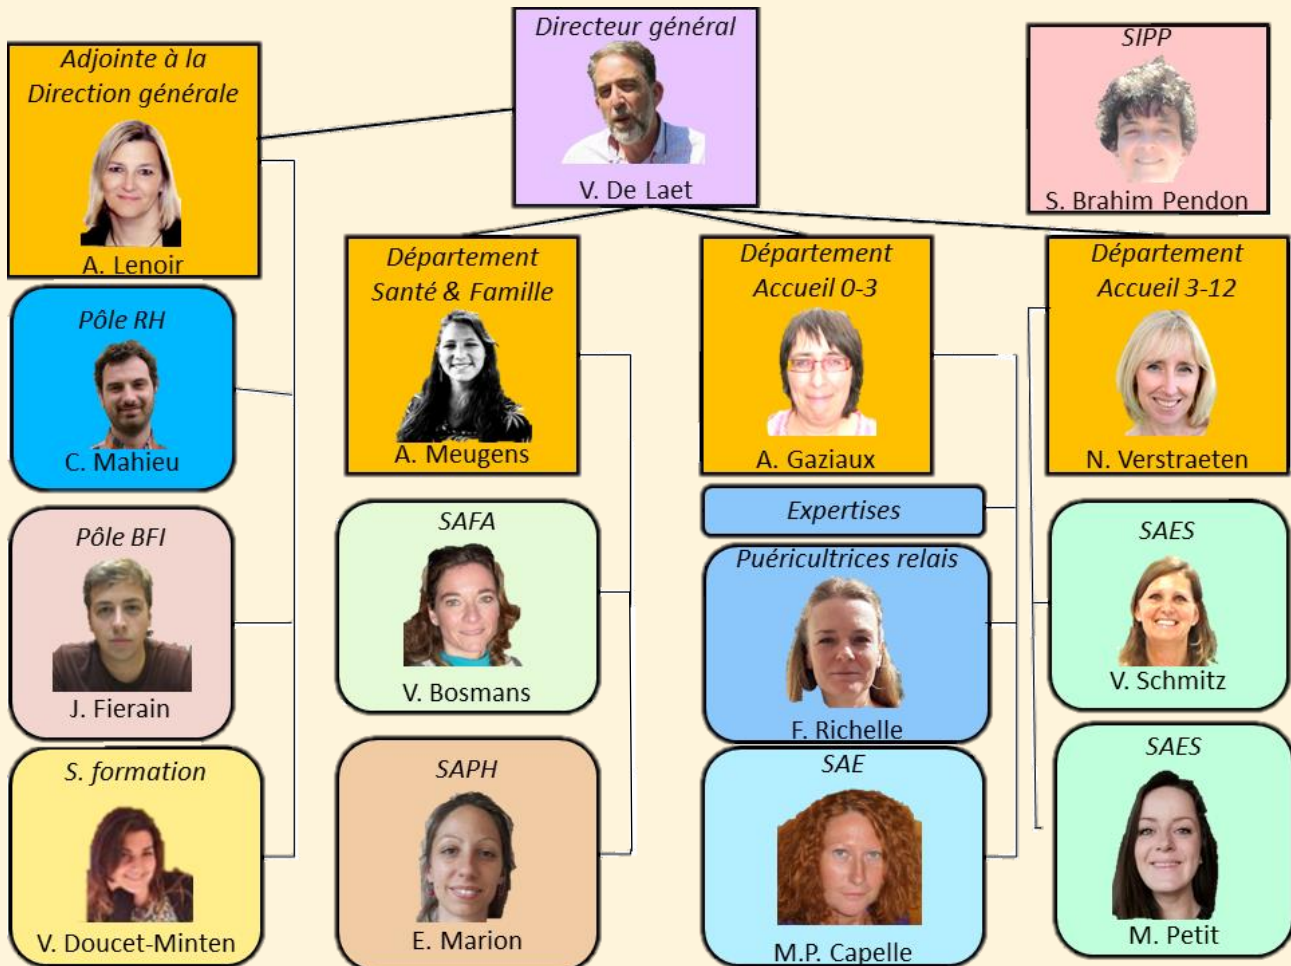 Directeur général
V. De Laet
SIPP
S. Brahim Pendon
Adjointe à la
Direction générale
A. Lenoir
Pôle RH
C. Mahieu
Pôle BFI
J. Fierain
S. formation
V. Doucet-Minten
Département
Santé & Famille
A. Meugens
SAFA
V. Bosmans
SAPH
E. Marion
Département
Accueil 0-3
A. Gaziaux
Expertises
Puéricultrices relais
F. Richelle
SAE
M.P. Capelle
Département
Accueil 3-12
N. Verstraeten
SAES
V. Schmitz
SAES
M. Petit